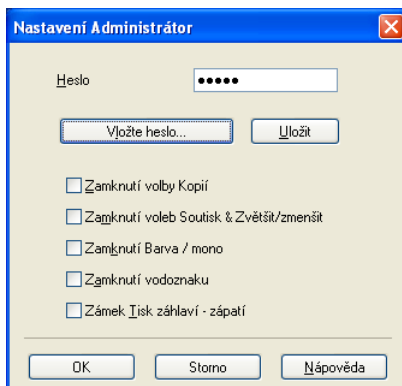 Nastavení Administrátor
Heslo
●●●●●
Vložte heslo...
Uložit
Zamknutí volby Kopií
Zamknutí voleb Soutisk & Zvětšit/zmenšit
Zamknutí Barva / mono
Zamknutí vodoznaku
Zámek Tisk záhlaví - zápatí
OK
Storno
Nápověda